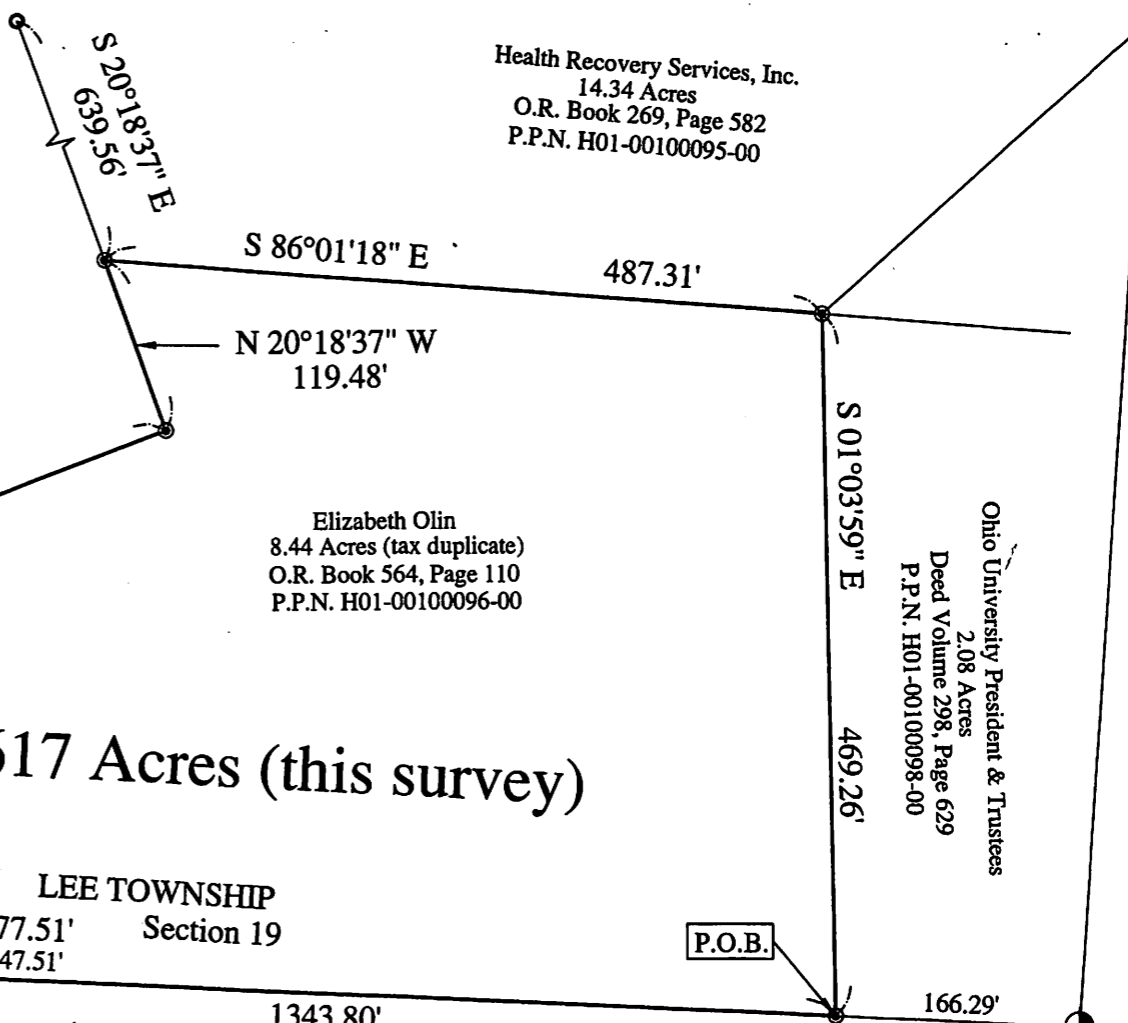 S 20°18'37" E
639.56'
Health Recovery Services, Inc.
14.34 Acres
O.R. Book 269, Page 582
P.P.N. H01-00100095-00
S 86°01'18" E
487.31'
N 20°18'37" W
119.48'
S 01°03'59" E
469.26'
Elizabeth Olin
8.44 Acres (tax duplicate)
O.R. Book 564, Page 110
P.P.N. H01-00100096-00
Ohio University President & Trustees
2.08 Acres
Deed Volume 298, Page 629
P.P.N. H01-00100098-00
617 Acres (this survey)
LEE TOWNSHIP
77.51' Section 19
47.51'
P.O.B.
1343.80'
166.29'